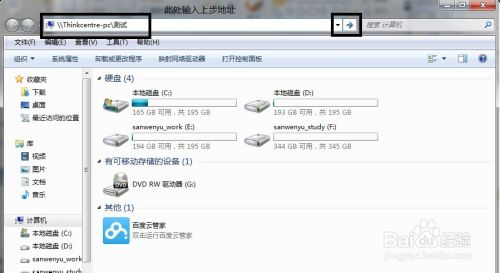 此处输入上步地址
\\Thinkcentre-pc\测试
搜索 计算机
文件(F) 编辑(E) 查看(V) 工具(T) 帮助(H)
组织 系统属性 卸载或更改程序 映射网络驱动器 打开控制面板
收藏夹
下载
桌面
最近访问的位置
库
视频
图片
文档
音乐
计算机
本地磁盘 (C:)
本地磁盘 (D:)
sanwenyu_work
sanwenyu_study
硬盘 (4)
本地磁盘 (C:)
165 GB 可用，共 195 GB
本地磁盘 (D:)
193 GB 可用，共 195 GB
sanwenyu_work (E:)
194 GB 可用，共 195 GB
sanwenyu_study (F:)
344 GB 可用，共 345 GB
有可移动存储的设备 (1)
DVD RW 驱动器 (G:)
其他 (1)
百度云管家
双击运行百度云管家
Baidu 经验
jingyan.baidu.com